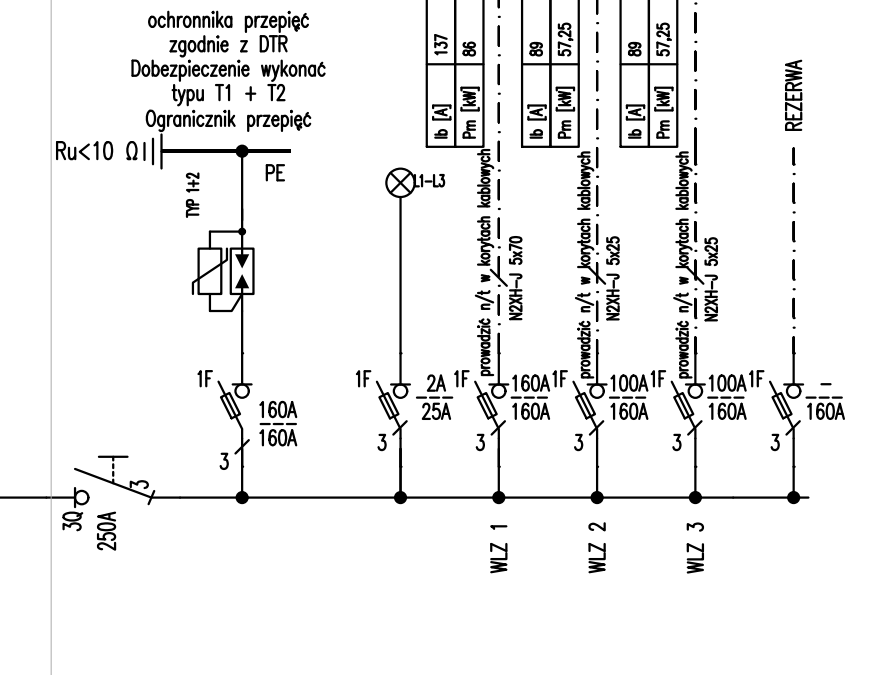 ochronnika przepięć
zgodnie z DTR
Dobezpieczenie wykonać
typu T1 + T2
Ogranicznik przepięć
Ru<10 Ω
PE
TYP 1+2
L1-L3
Ib [A] 137
Pm [kW] 86
Ib [A] 89
Pm [kW] 57,25
Ib [A] 89
Pm [kW] 57,25
REZERWA
prowadzić n/t w korytach kablowych
N2XH-J 5x70
prowadzić n/t w korytach kablowych
N2XH-J 5x25
prowadzić n/t w korytach kablowych
N2XH-J 5x25
1F
160A
160A
3
1F
2A
25A
3
1F
160A
160A
3
1F
100A
160A
3
1F
100A
160A
3
1F
-
160A
3
3Q
250A
3
WLZ 1
WLZ 2
WLZ 3